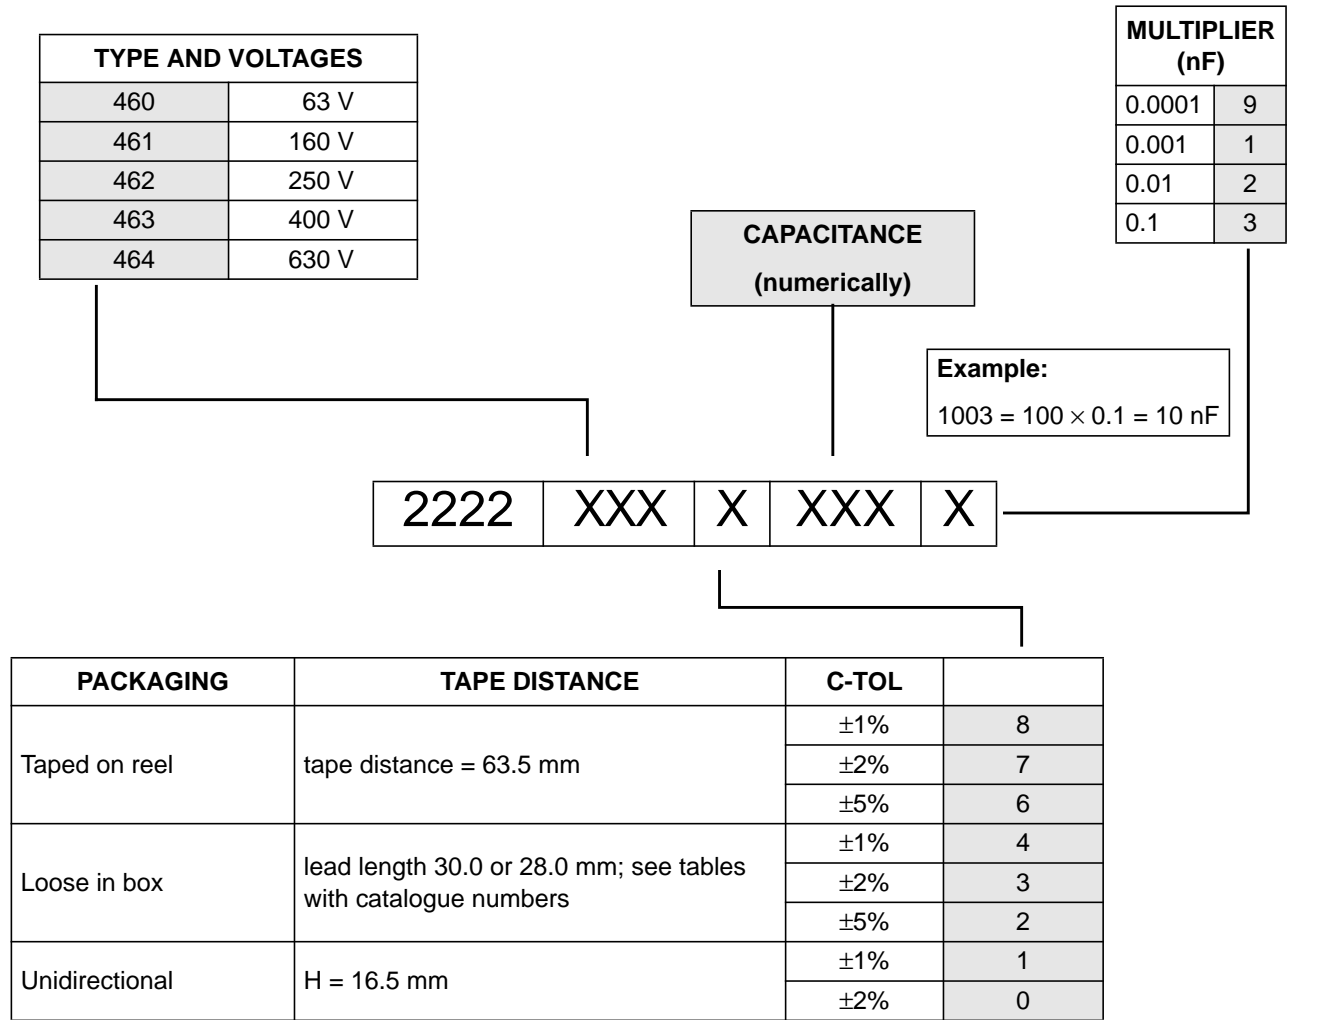 TYPE AND VOLTAGES
460 63 V
461 160 V
462 250 V
463 400 V
464 630 V
MULTIPLIER
(nF)
0.0001 9
0.001 1
0.01 2
0.1 3
CAPACITANCE
(numerically)
Example:
1003 = 100 × 0.1 = 10 nF
2222 XXX X XXX X
PACKAGING TAPE DISTANCE C-TOL
Taped on reel tape distance = 63.5 mm
±1% 8
±2% 7
±5% 6
Loose in box
lead length 30.0 or 28.0 mm; see tables
with catalogue numbers
±1% 4
±2% 3
±5% 2
Unidirectional H = 16.5 mm
±1% 1
±2% 0